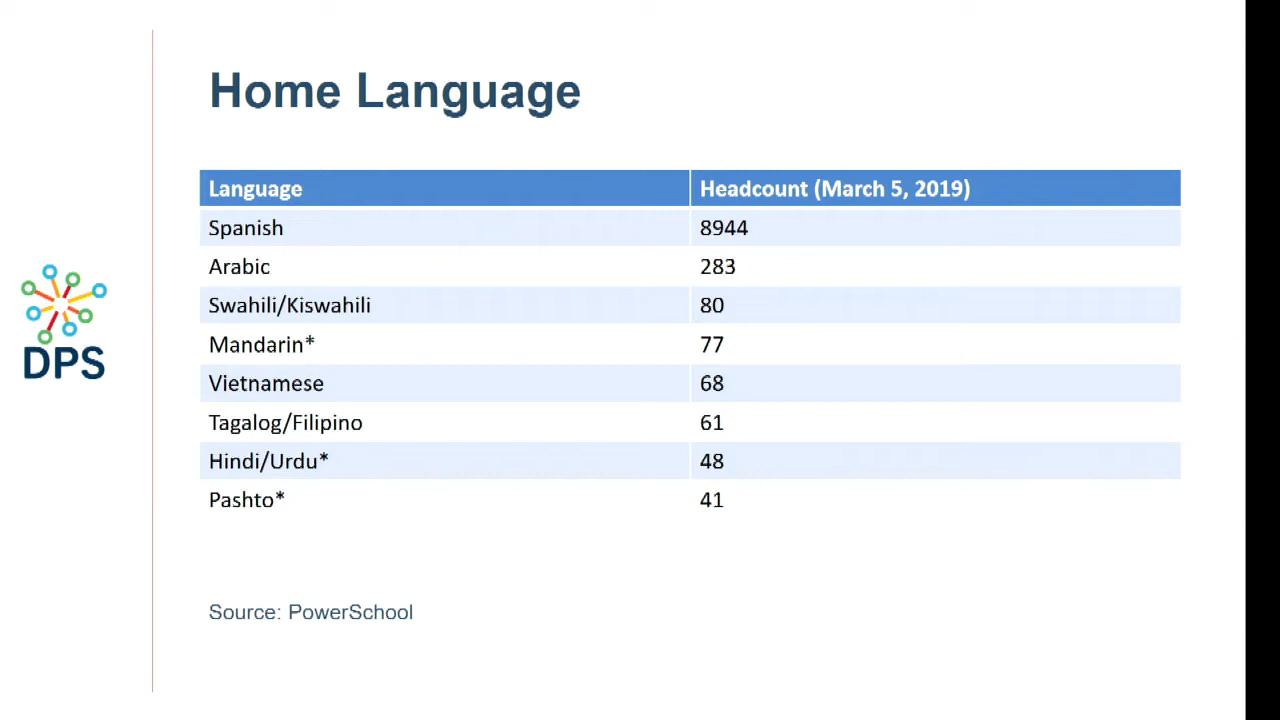 Home Language
Language Headcount (March 5, 2019)
Spanish 8944
Arabic 283
Swahili/Kiswahili 80
Mandarin* 77
Vietnamese 68
Tagalog/Filipino 61
Hindi/Urdu* 48
Pashto* 41
DPS
Source: PowerSchool